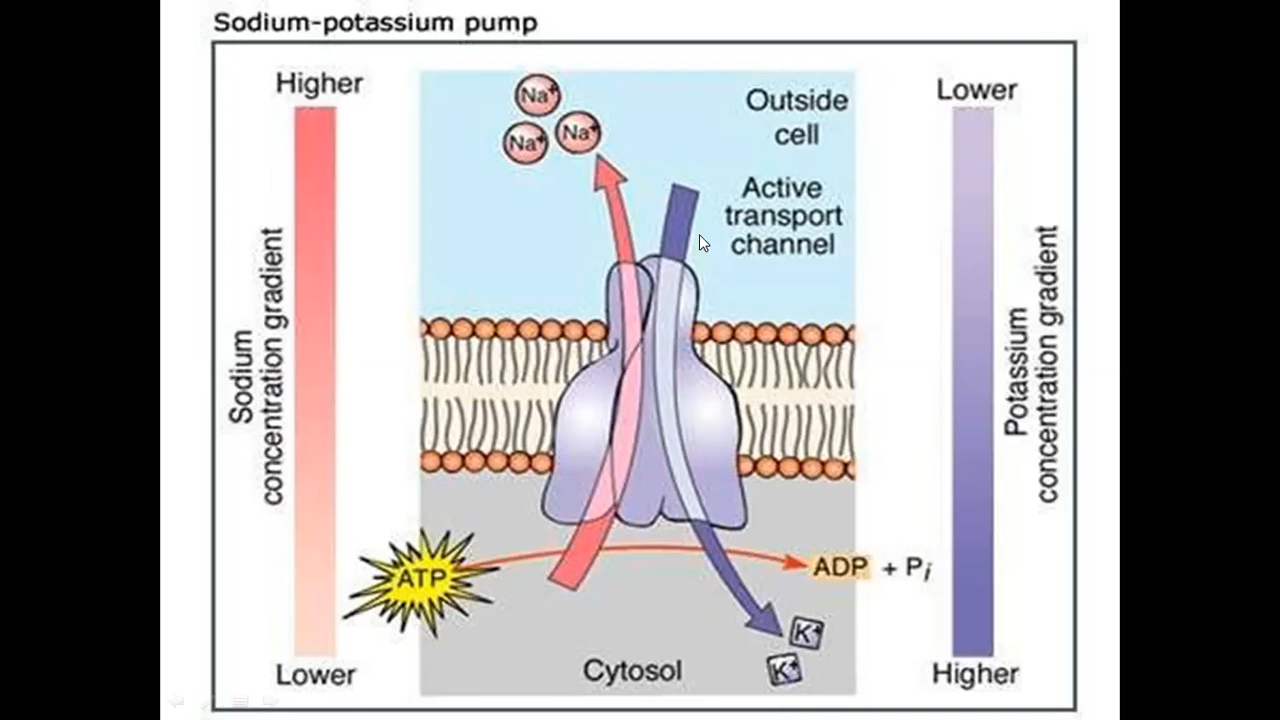 Sodium-potassium pump
Higher
Lower
Na+
Na+
Na+
Outside
cell
Active
transport
channel
Sodium
concentration gradient
Potassium
concentration gradient
ATP
ADP + Pi
K+
K+
Cytosol
Lower
Higher